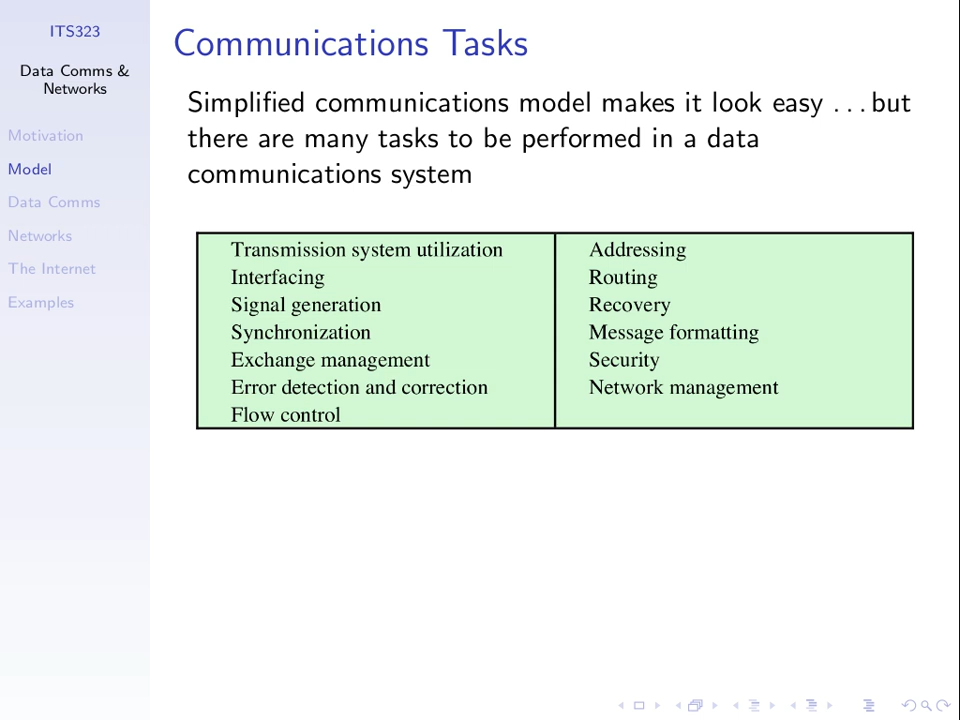 ITS323
Data Comms &
Networks
Motivation
Model
Data Comms
Networks
The Internet
Examples
Communications Tasks
Simplified communications model makes it look easy . . . but
there are many tasks to be performed in a data
communications system
Transmission system utilization
Interfacing
Signal generation
Synchronization
Exchange management
Error detection and correction
Flow control
Addressing
Routing
Recovery
Message formatting
Security
Network management